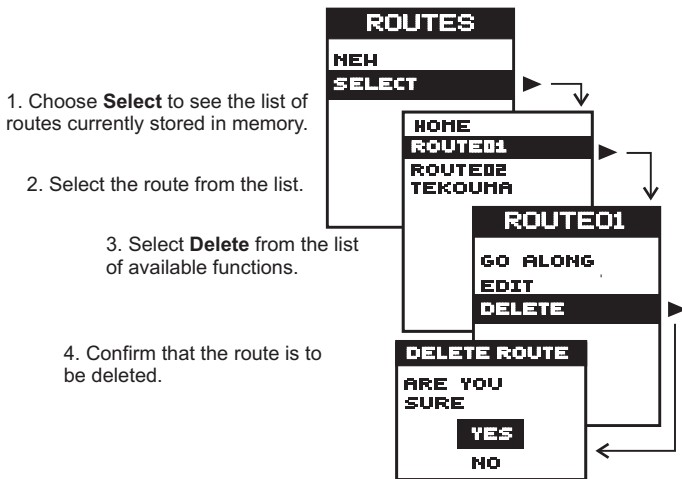 ROUTES
NEW
SELECT
1. Choose Select to see the list of
routes currently stored in memory.
HOME
ROUTE01
ROUTE02
TEKOUMA
2. Select the route from the list.
ROUTE01
GO ALONG
EDIT
DELETE
3. Select Delete from the list
of available functions.
4. Confirm that the route is to
be deleted.
DELETE ROUTE
ARE YOU
SURE
YES
NO